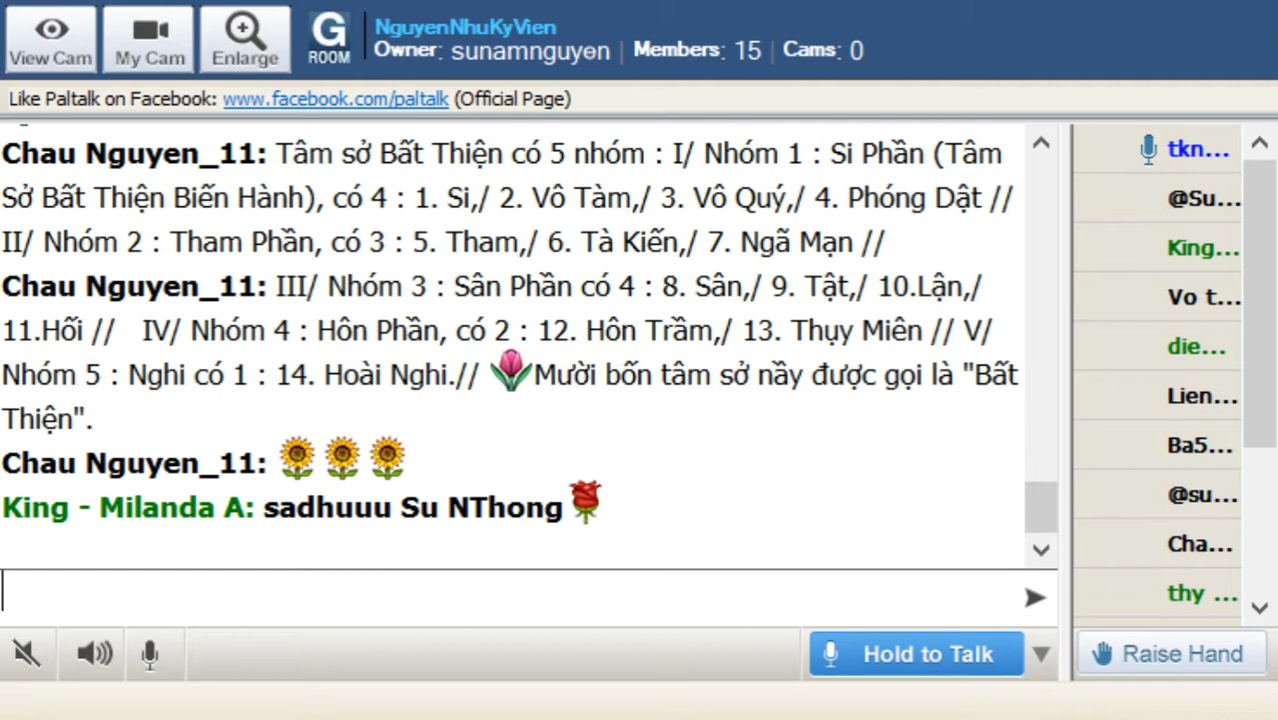 View Cam
My Cam
Enlarge
G
ROOM
NguyenNhuKyVien
Owner: sunamnguyen | Members: 15 | Cams: 0
Like Paltalk on Facebook: www.facebook.com/paltalk (Official Page)
Chau Nguyen_11: Tâm sở Bất Thiện có 5 nhóm : I/ Nhóm 1 : Si Phần (Tâm
Sở Bất Thiện Biến Hành), có 4 : 1. Si,/ 2. Vô Tàm,/ 3. Vô Quý,/ 4. Phóng Dật //
II/ Nhóm 2 : Tham Phần, có 3 : 5. Tham,/ 6. Tà Kiến,/ 7. Ngã Mạn //
Chau Nguyen_11: III/ Nhóm 3 : Sân Phần có 4 : 8. Sân,/ 9. Tật,/ 10.Lận,/
11.Hối // IV/ Nhóm 4 : Hôn Phần, có 2 : 12. Hôn Trầm,/ 13. Thụy Miên // V/
Nhóm 5 : Nghi có 1 : 14. Hoài Nghi.// Mười bốn tâm sở nầy được gọi là "Bất
Thiện".
Chau Nguyen_11:
King - Milanda A: sadhuuu Su NThong
tkn...
@Su...
King...
Vo t...
die...
Lien...
Ba5...
@su...
Cha...
thy ...
Hold to Talk
Raise Hand